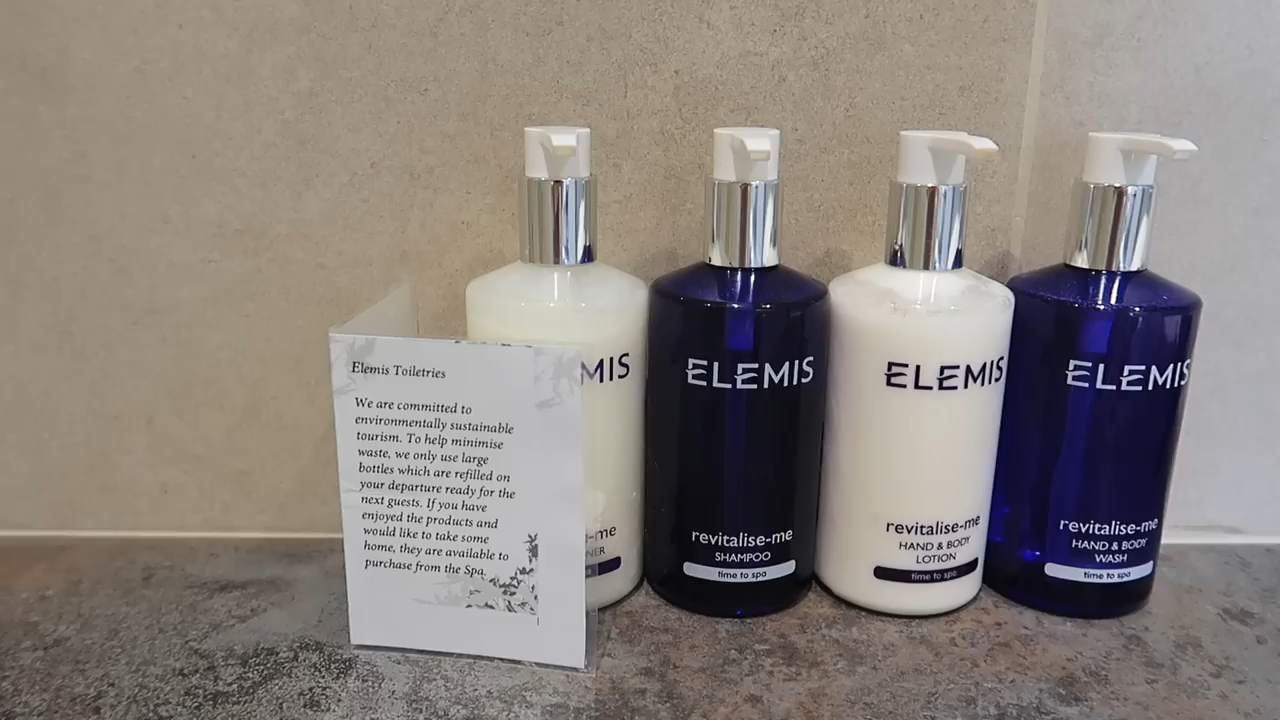 Elemis Toiletries
We are committed to
environmentally sustainable
tourism. To help minimise
waste, we only use large
bottles which are refilled on
your departure ready for the
next guests. If you have
enjoyed the products and
would like to take some
home, they are available to
purchase from the Spa.
MIS
-me
NER
ELEMIS
revitalise-me
SHAMPOO
time to spa
ELEMIS
revitalise-me
HAND & BODY
LOTION
time to spa
ELEMIS
revitalise-me
HAND & BODY
WASH
time to spa